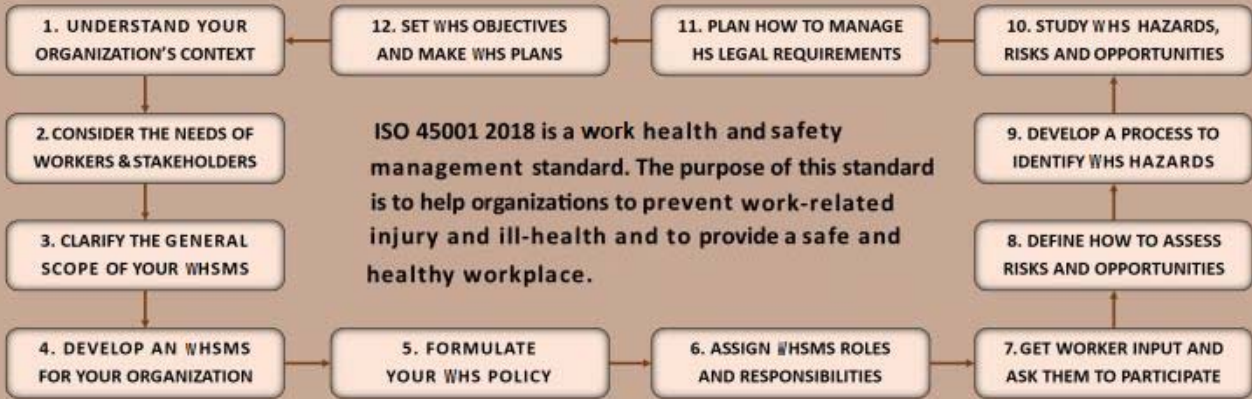 1. UNDERSTAND YOUR
ORGANIZATION'S CONTEXT
12. SET WHS OBJECTIVES
AND MAKE WHS PLANS
11. PLAN HOW TO MANAGE
HS LEGAL REQUIREMENTS
10. STUDY WHS HAZARDS,
RISKS AND OPPORTUNITIES
2. CONSIDER THE NEEDS OF
WORKERS & STAKEHOLDERS
ISO 45001 2018 is a work health and safety
management standard. The purpose of this standard
is to help organizations to prevent work-related
injury and ill-health and to provide a safe and
healthy workplace.
9. DEVELOP A PROCESS TO
IDENTIFY WHS HAZARDS
3. CLARIFY THE GENERAL
SCOPE OF YOUR WHSMS
8. DEFINE HOW TO ASSESS
RISKS AND OPPORTUNITIES
4. DEVELOP AN WHSMS
FOR YOUR ORGANIZATION
5. FORMULATE
YOUR WHS POLICY
6. ASSIGN WHSMS ROLES
AND RESPONSIBILITIES
7. GET WORKER INPUT AND
ASK THEM TO PARTICIPATE